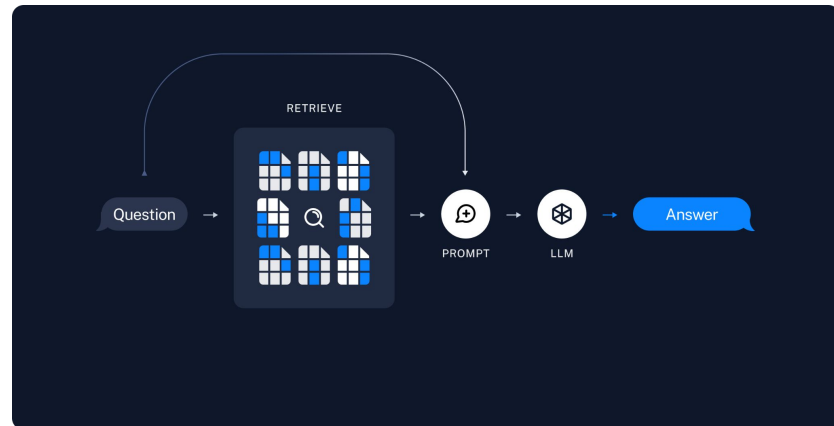 RETRIEVE
Question
Answer
PROMPT
LLM